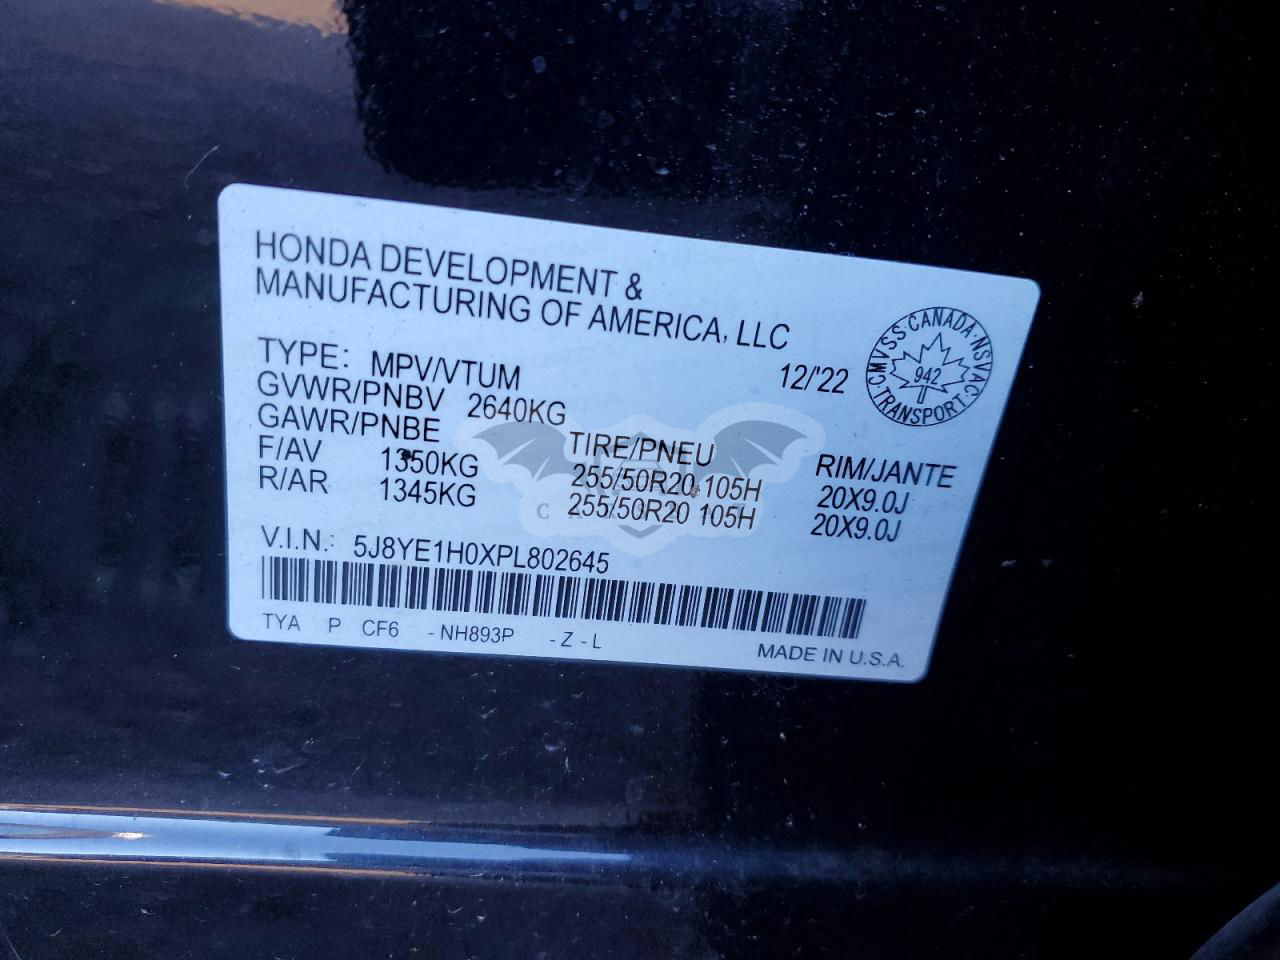 HONDA DEVELOPMENT &
MANUFACTURING OF AMERICA, LLC
12/'22
CMVSS·CANADA·NSVAC·TRANSPORT·
942
TYPE: MPV/VTUM
GVWR/PNBV 2640KG
GAWR/PNBE TIRE/PNEU RIM/JANTE
F/AV 1350KG 255/50R20 105H 20X9.0J
R/AR 1345KG 255/50R20 105H 20X9.0J
V.I.N.: 5J8YE1H0XPL802645
TYA P CF6 -NH893P -Z-L
MADE IN U.S.A.